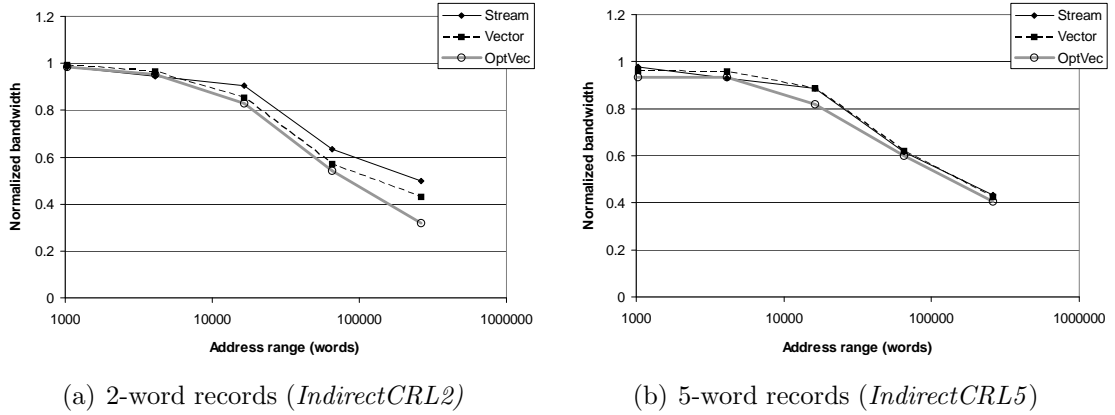 1.2
1
0.8
0.6
0.4
0.2
0
Normalized bandwidth
1000
10000
100000
1000000
Address range (words)
Stream
Vector
OptVec
(a) 2-word records (IndirectCRL2)
1.2
1
0.8
0.6
0.4
0.2
0
Normalized bandwidth
1000
10000
100000
1000000
Address range (words)
Stream
Vector
OptVec
(b) 5-word records (IndirectCRL5)